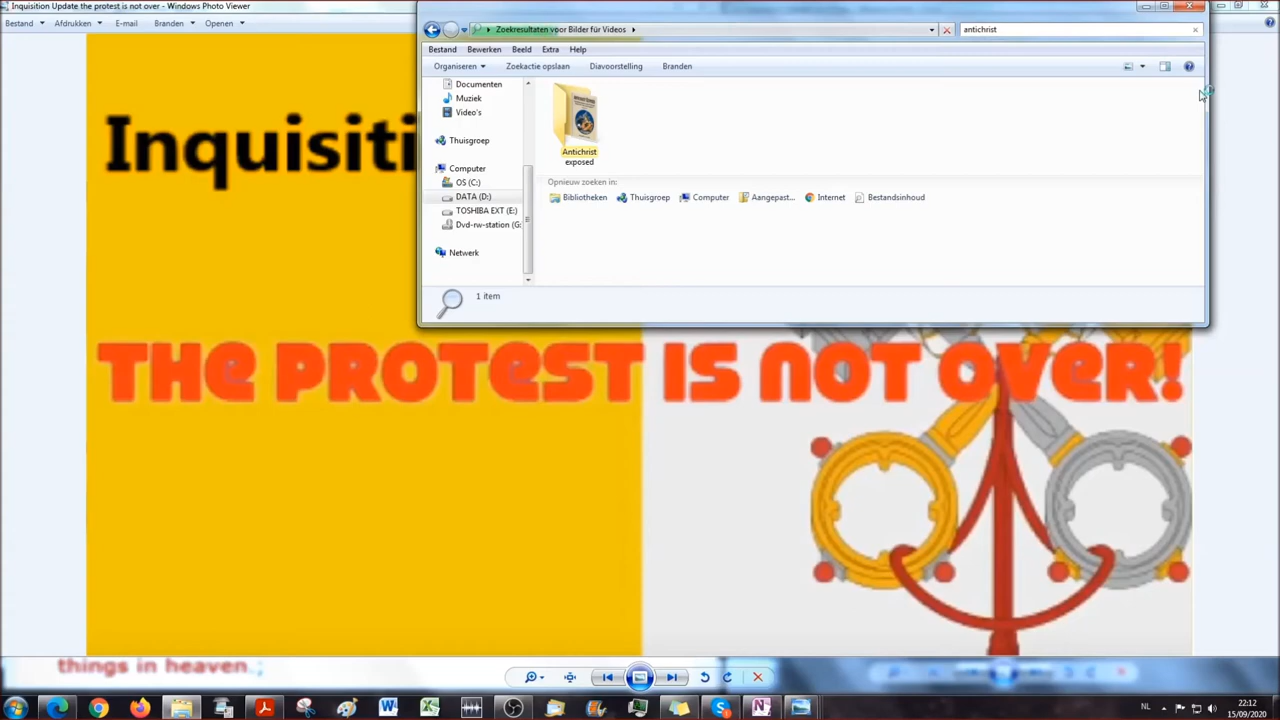 Inquisition Update the protest is not over - Windows Photo Viewer
Bestand Afdrukken E-mail Branden Openen
Zoekresultaten voor Bilder für Videos
antichrist
Bestand Bewerken Beeld Extra Help
Organiseren Zoekactie opslaan Diavoorstelling Branden
Documenten
Muziek
Video's
Thuisgroep
Computer
OS (C:)
DATA (D:)
TOSHIBA EXT (E:)
Dvd-rw-station (G:
Netwerk
Antichrist
exposed
Opnieuw zoeken in:
Bibliotheken Thuisgroep Computer Aangepast... Internet Bestandsinhoud
1 item
Inquisiti
THE PROTEST IS NOT OVER!
things in heaven ;
NL
22:12
15/09/2020